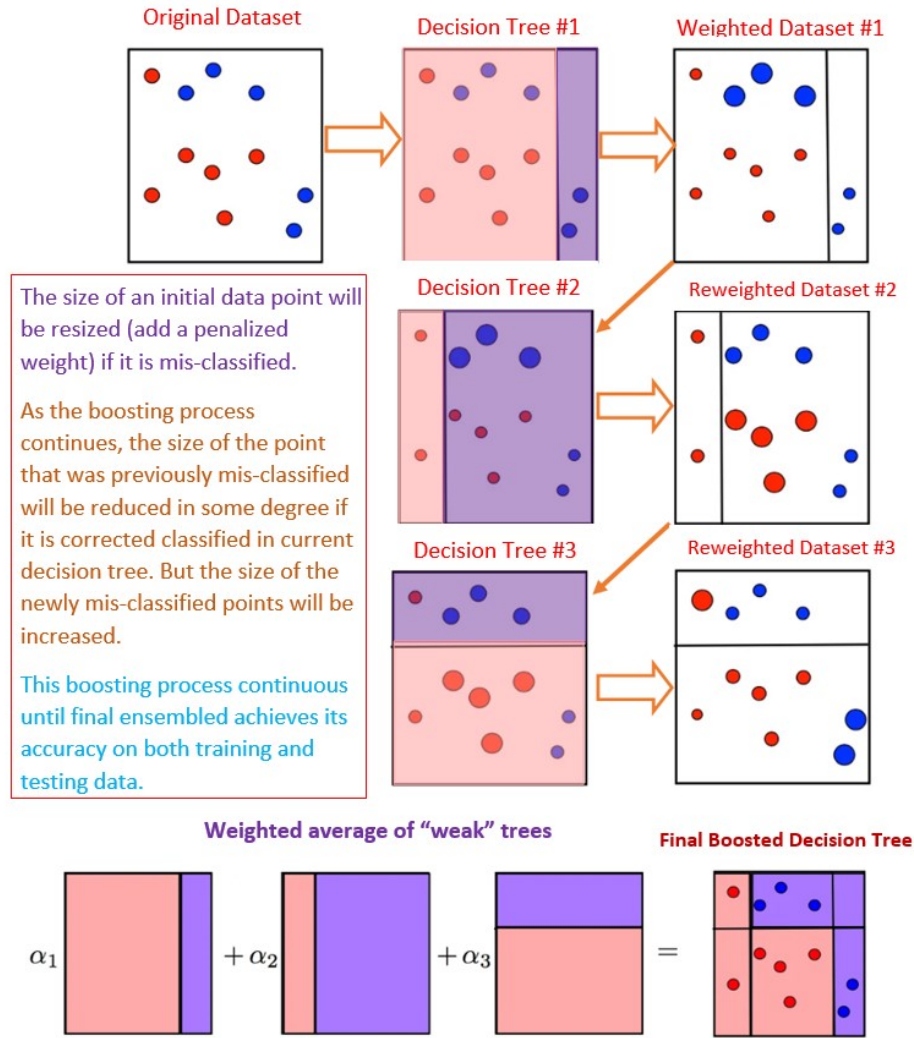 Original Dataset
Decision Tree #1
Weighted Dataset #1
Decision Tree #2
Reweighted Dataset #2
The size of an initial data point will
be resized (add a penalized
weight) if it is mis-classified.
As the boosting process
continues, the size of the point
that was previously mis-classified
will be reduced in some degree if
it is corrected classified in current
decision tree. But the size of the
newly mis-classified points will be
increased.
This boosting process continuous
until final ensembled achieves its
accuracy on both training and
testing data.
Decision Tree #3
Reweighted Dataset #3
Weighted average of “weak” trees
Final Boosted Decision Tree
α1 + α2 + α3 =